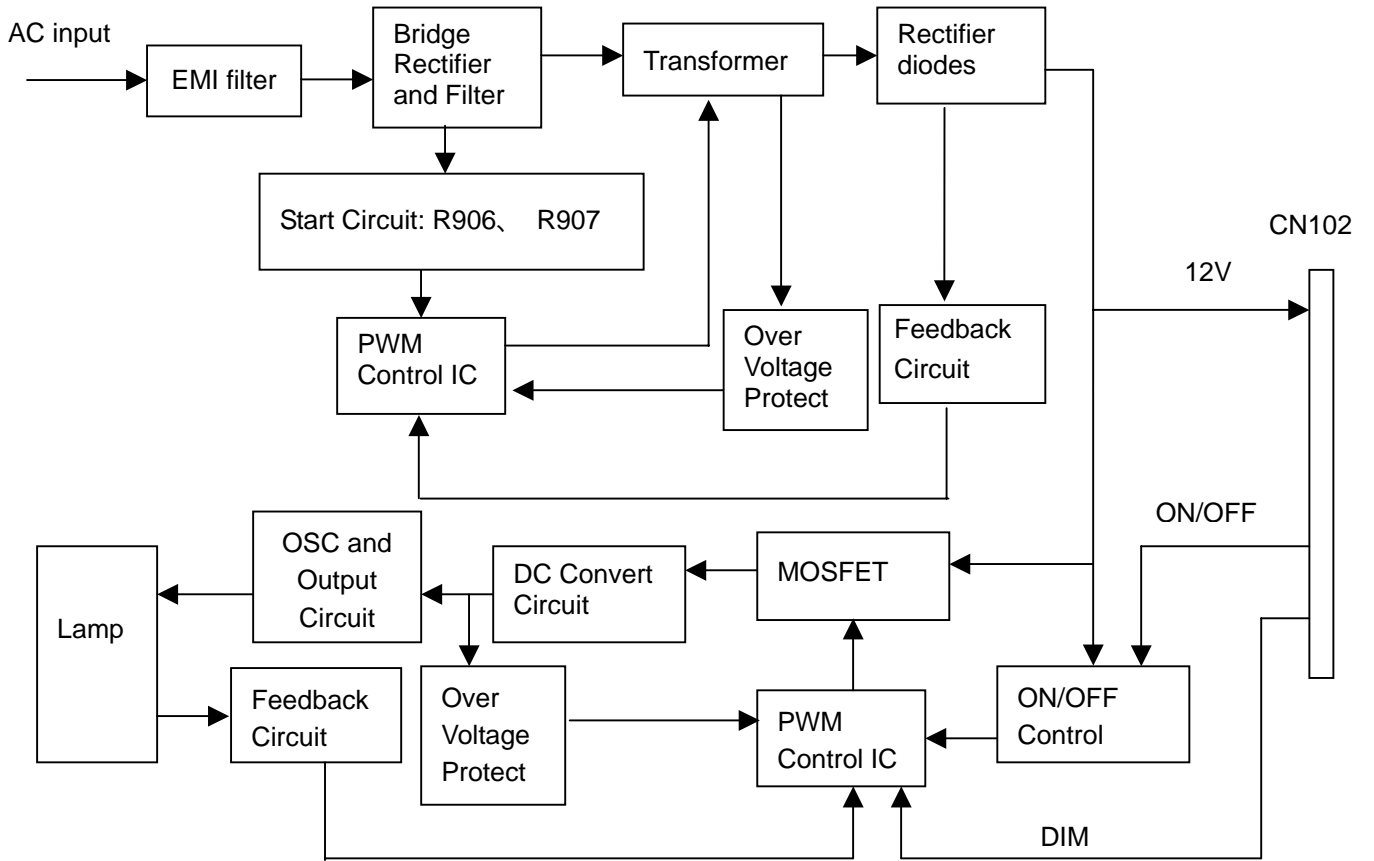 AC input
EMI filter
Bridge
Rectifier
and Filter
Transformer
Rectifier
diodes
Start Circuit: R906、 R907
CN102
12V
PWM
Control IC
Over
Voltage
Protect
Feedback
Circuit
ON/OFF
Lamp
OSC and
Output
Circuit
DC Convert
Circuit
MOSFET
Feedback
Circuit
Over
Voltage
Protect
PWM
Control IC
ON/OFF
Control
DIM